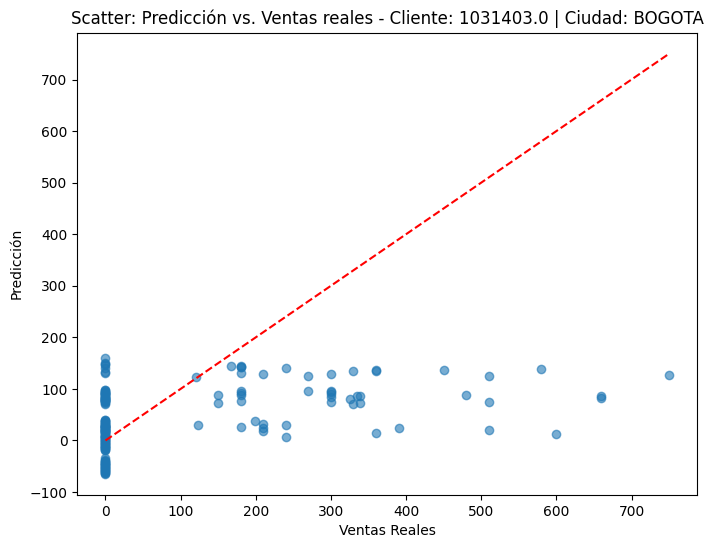 Scatter: Predicción vs. Ventas reales - Cliente: 1031403.0 | Ciudad: BOGOTA
700
600
500
400
300
200
100
0
−100
Predicción
0 100 200 300 400 500 600 700
Ventas Reales